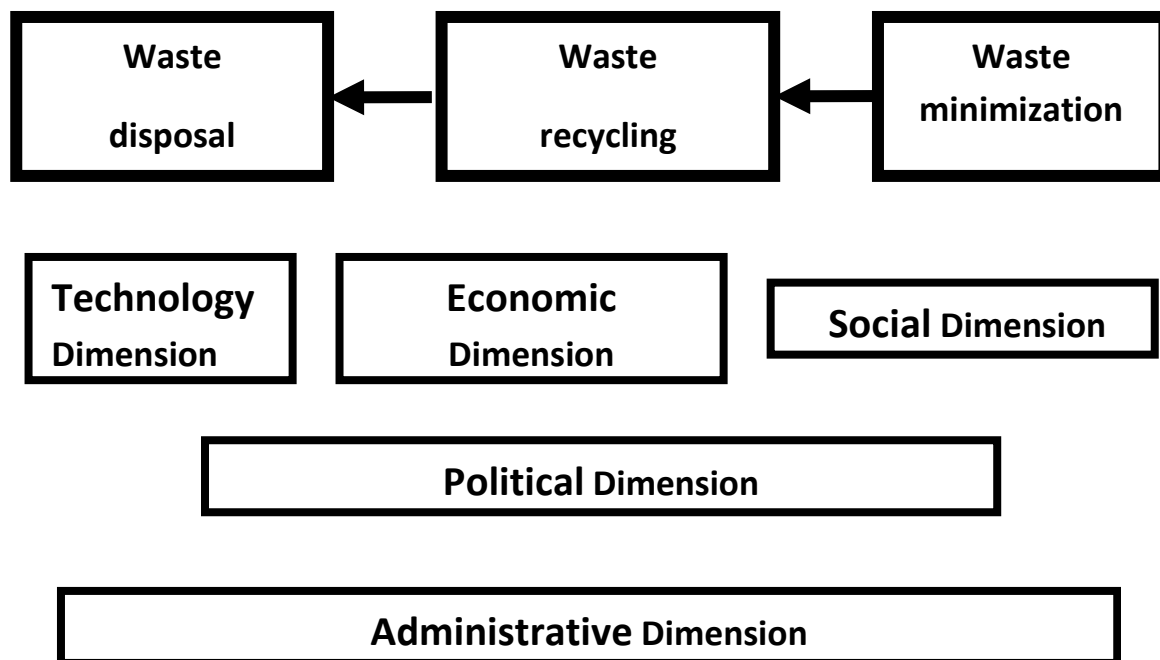 Waste
disposal
Waste
recycling
Waste
minimization
Technology
Dimension
Economic
Dimension
Social Dimension
Political Dimension
Administrative Dimension